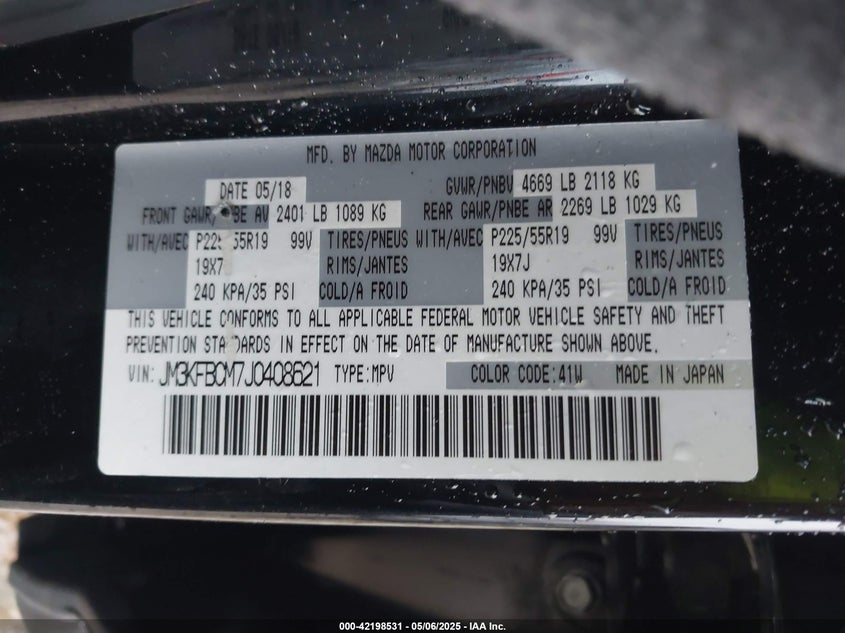 MFD. BY MAZDA MOTOR CORPORATION
DATE 05/18 GVWR/PNBV 4669 LB 2118 KG
FRONT GAWR/PNBE AV 2401 LB 1089 KG REAR GAWR/PNBE AR 2269 LB 1029 KG
WITH/AVEC P225/55R19 99V TIRES/PNEUS WITH/AVEC P225/55R19 99V TIRES/PNEUS
19X7 RIMS/JANTES 19X7J RIMS/JANTES
240 KPA/35 PSI COLD/A FROID 240 KPA/35 PSI COLD/A FROID
THIS VEHICLE CONFORMS TO ALL APPLICABLE FEDERAL MOTOR VEHICLE SAFETY AND THEFT
PREVENTION STANDARDS IN EFFECT ON THE DATE OF MANUFACTURE SHOWN ABOVE.
VIN: JM3KFBCM7J0408621 TYPE:MPV COLOR CODE:41W MADE IN JAPAN
000-42198531 - 05/06/2025 - IAA Inc.